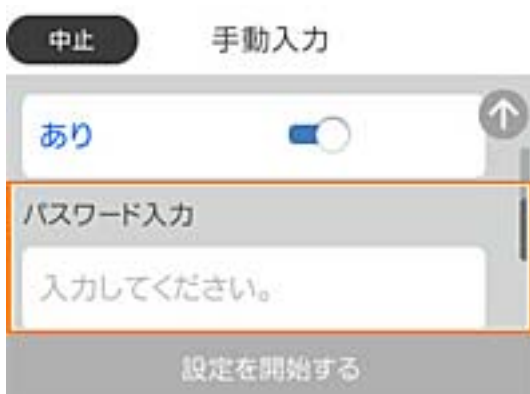 中止
手動入力
あり
パスワード入力
入力してください。
設定を開始する